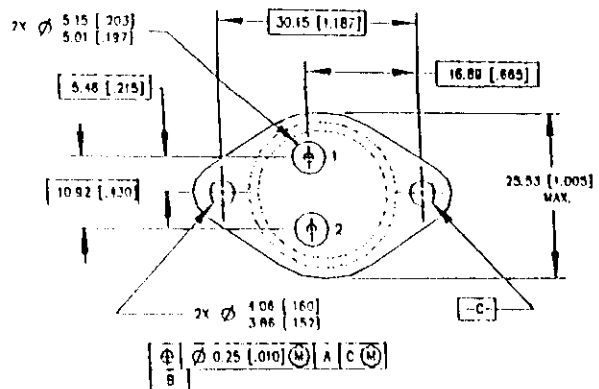 30.15 [1.187]
2X Ø 5.15 [.203]
5.01 [.197]
16.89 [.665]
5.46 [.215]
1
25.53 [1.005]
MAX.
10.92 [.430]
2
2X Ø 4.08 [.160]
3.86 [.152]
-C-
⌖ Ø 0.25 [.010] Ⓜ A C Ⓜ
B